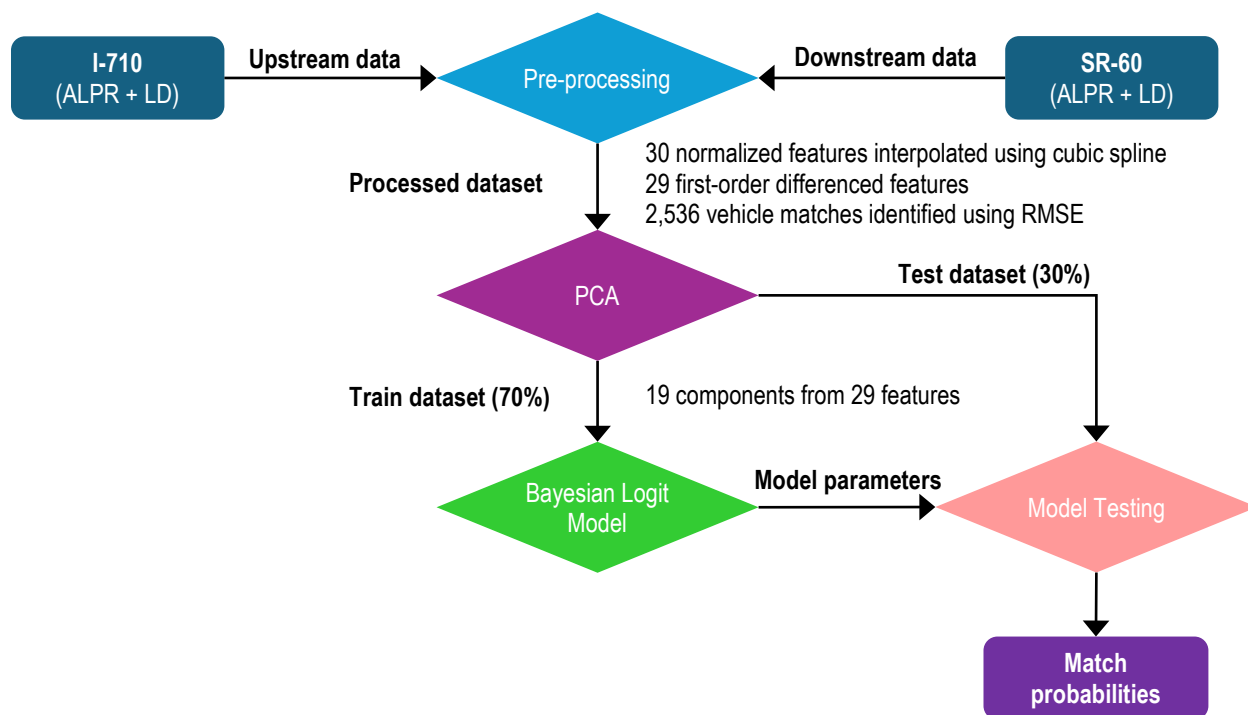 I-710
(ALPR + LD)
Upstream data
Pre-processing
Downstream data
SR-60
(ALPR + LD)
Processed dataset
30 normalized features interpolated using cubic spline
29 first-order differenced features
2,536 vehicle matches identified using RMSE
PCA
Test dataset (30%)
Train dataset (70%)
19 components from 29 features
Bayesian Logit
Model
Model parameters
Model Testing
Match
probabilities